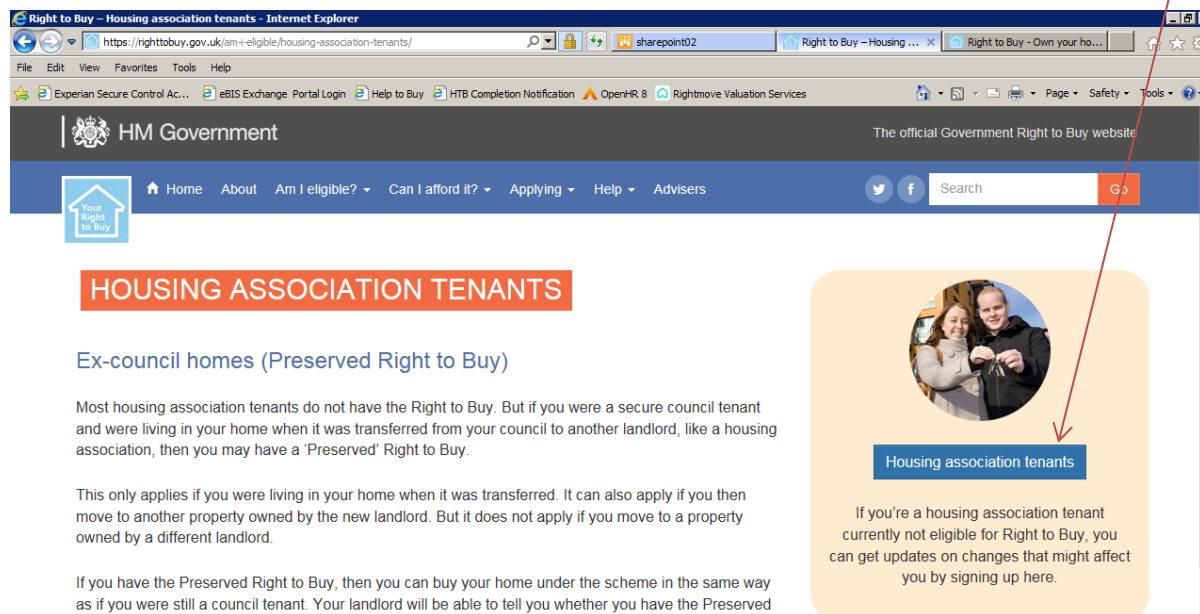 Right to Buy – Housing association tenants - Internet Explorer
https://righttobuy.gov.uk/am-i-eligible/housing-association-tenants/
sharepoint02
Right to Buy – Housing ...
Right to Buy - Own your ho...
File Edit View Favorites Tools Help
Experian Secure Control Ac... eBIS Exchange Portal Login Help to Buy HTB Completion Notification OpenHR 8 Rightmove Valuation Services
Page Safety Tools
HM Government
The official Government Right to Buy website
Your
Right
to Buy
Home About Am I eligible? Can I afford it? Applying Help Advisers
Search
Go
HOUSING ASSOCIATION TENANTS
Ex-council homes (Preserved Right to Buy)
Most housing association tenants do not have the Right to Buy. But if you were a secure council tenant
and were living in your home when it was transferred from your council to another landlord, like a housing
association, then you may have a ‘Preserved’ Right to Buy.
This only applies if you were living in your home when it was transferred. It can also apply if you then
move to another property owned by the new landlord. But it does not apply if you move to a property
owned by a different landlord.
If you have the Preserved Right to Buy, then you can buy your home under the scheme in the same way
as if you were still a council tenant. Your landlord will be able to tell you whether you have the Preserved
Housing association tenants
If you’re a housing association tenant
currently not eligible for Right to Buy, you
can get updates on changes that might affect
you by signing up here.